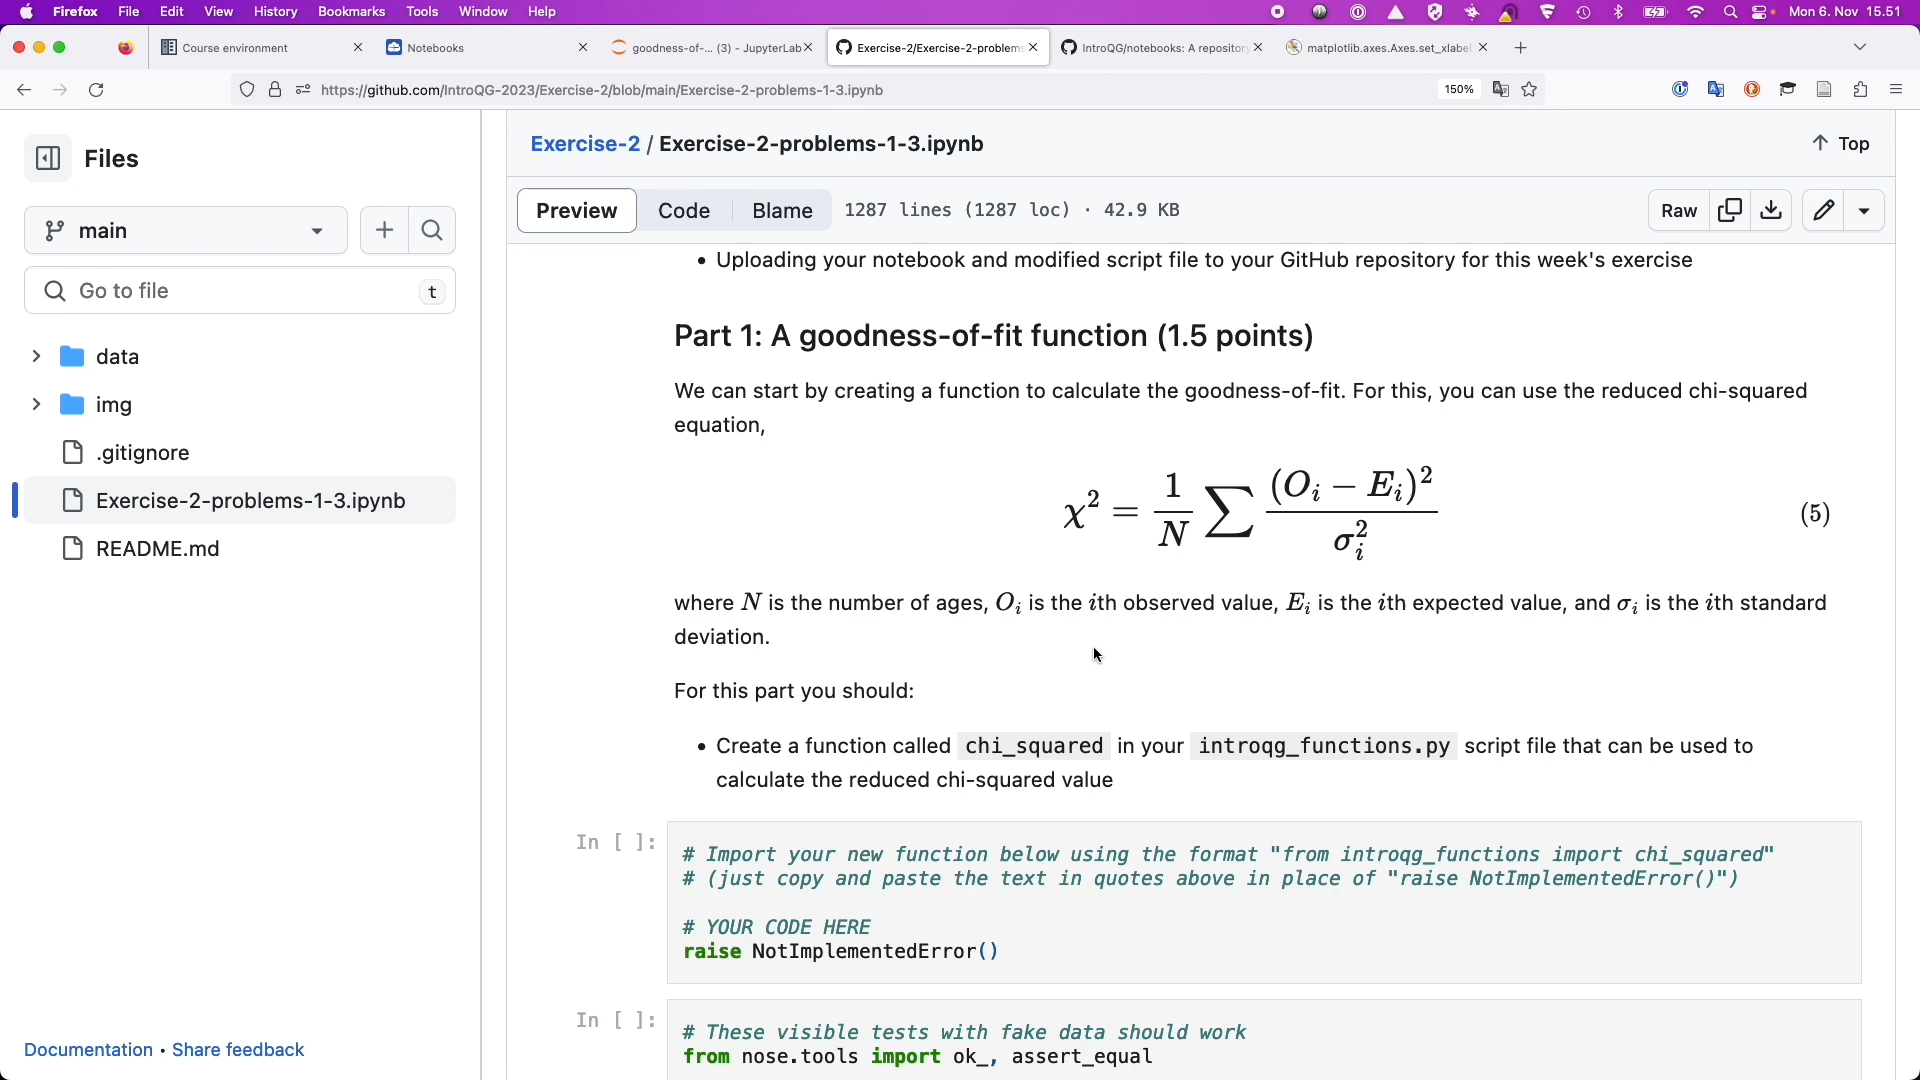 Firefox File Edit View History Bookmarks Tools Window Help Mon 6. Nov 15.51
Course environment Notebooks goodness-of-... (3) - JupyterLab Exercise-2/Exercise-2-problems IntroQG/notebooks: A repository matplotlib.axes.Axes.set_xlabel
https://github.com/IntroQG-2023/Exercise-2/blob/main/Exercise-2-problems-1-3.ipynb 150%
Files
main
Go to file t
data
img
.gitignore
Exercise-2-problems-1-3.ipynb
README.md
Documentation • Share feedback
Exercise-2 / Exercise-2-problems-1-3.ipynb Top
Preview Code Blame 1287 lines (1287 loc) · 42.9 KB Raw
• Uploading your notebook and modified script file to your GitHub repository for this week's exercise
Part 1: A goodness-of-fit function (1.5 points)
We can start by creating a function to calculate the goodness-of-fit. For this, you can use the reduced chi-squared
equation,
χ² = 1/N ∑ (Oᵢ − Eᵢ)²/σᵢ² (5)
where N is the number of ages, Oᵢ is the ith observed value, Eᵢ is the ith expected value, and σᵢ is the ith standard
deviation.
For this part you should:
• Create a function called chi_squared in your introqg_functions.py script file that can be used to
calculate the reduced chi-squared value
In [ ]:
# Import your new function below using the format "from introqg_functions import chi_squared"
# (just copy and paste the text in quotes above in place of "raise NotImplementedError()")
# YOUR CODE HERE
raise NotImplementedError()
In [ ]:
# These visible tests with fake data should work
from nose.tools import ok_, assert_equal